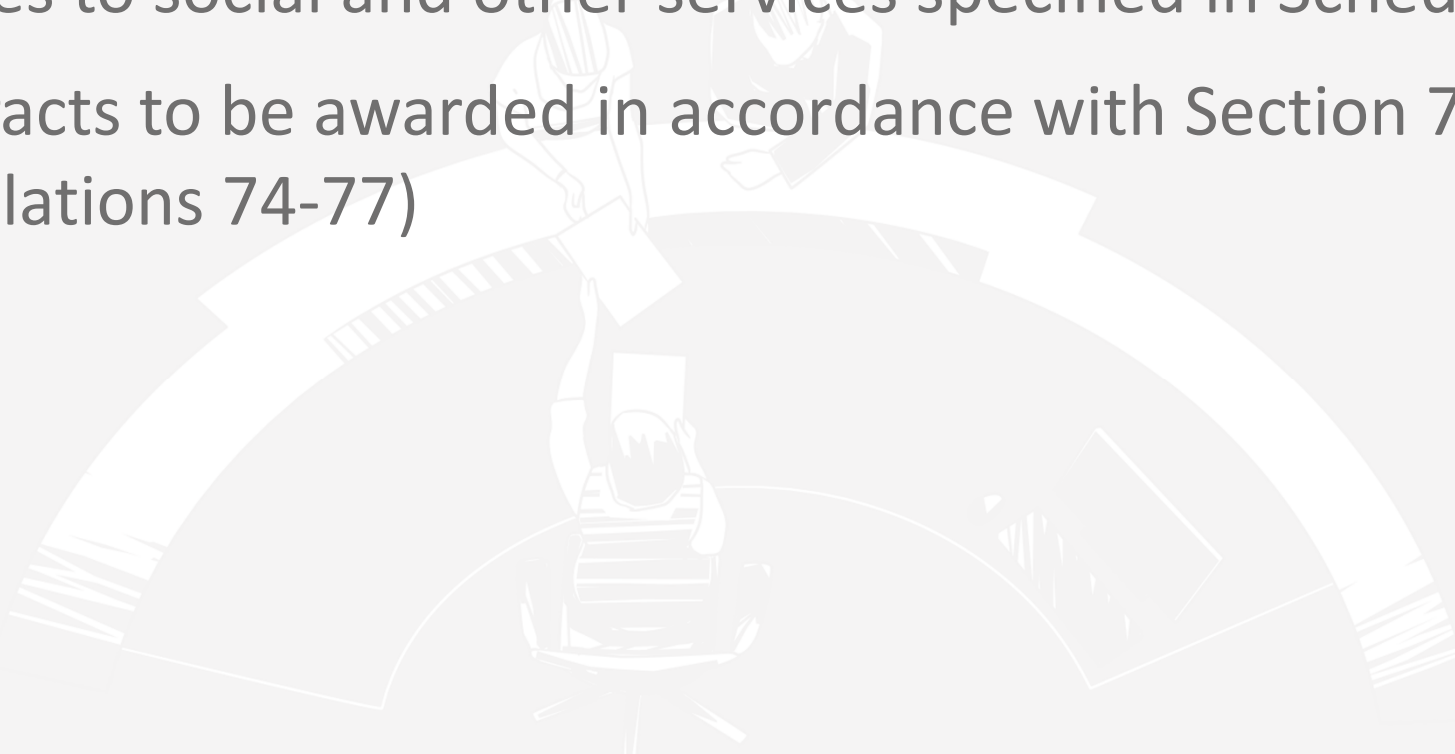 es to social and other services specified in Sched
acts to be awarded in accordance with Section 7
lations 74-77)